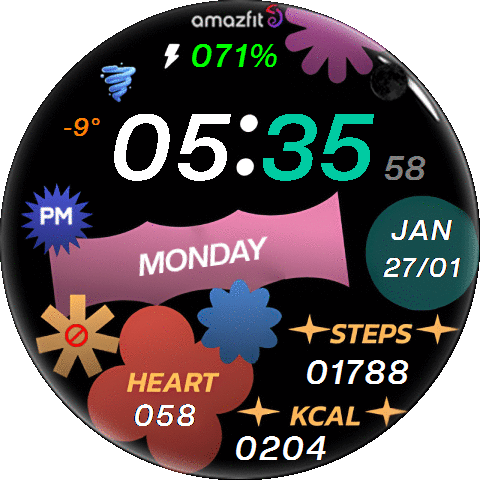 amazfit
071%
-9°
05:35 58
PM
MONDAY
JAN
27/01
STEPS
01788
HEART
058
KCAL
0204